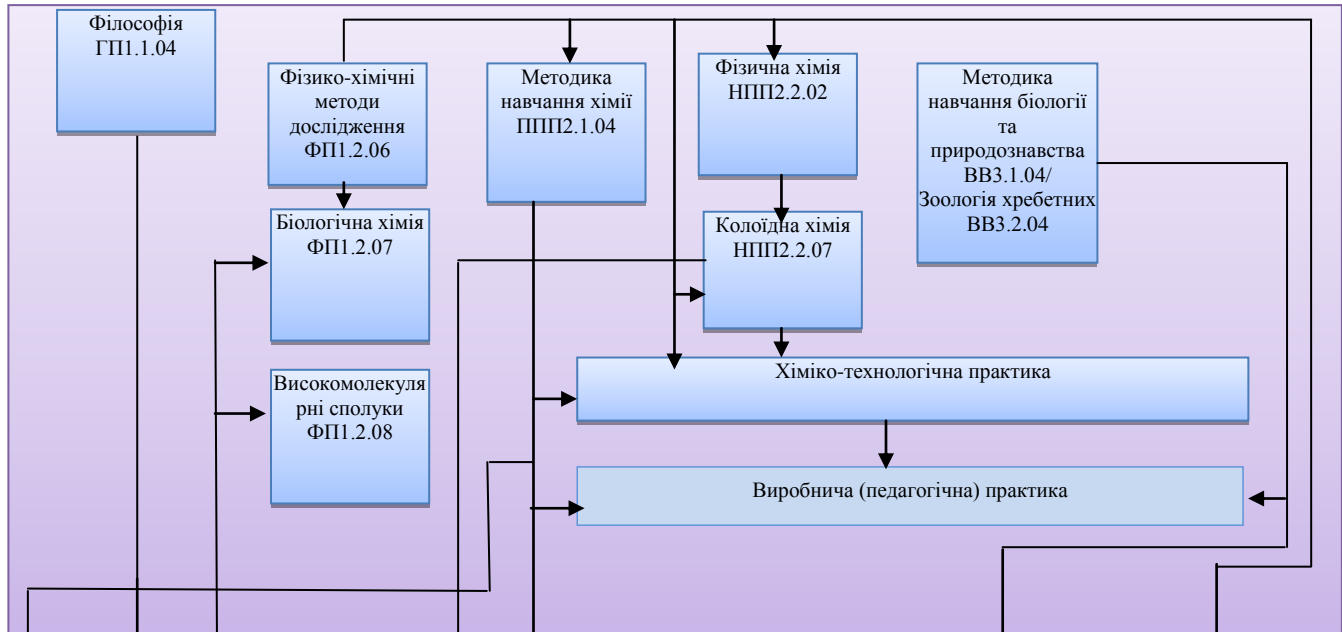 Філософія
ГП1.1.04
Фізико-хімічні
методи
дослідження
ФП1.2.06
Методика
навчання хімії
ППП2.1.04
Фізична хімія
НПП2.2.02
Методика
навчання біології
та
природознавства
ВВ3.1.04/
Зоологія хребетних
ВВ3.2.04
Біологічна хімія
ФП1.2.07
Колоїдна хімія
НПП2.2.07
Хіміко-технологічна практика
Високомолекуля
рні сполуки
ФП1.2.08
Виробнича (педагогічна) практика